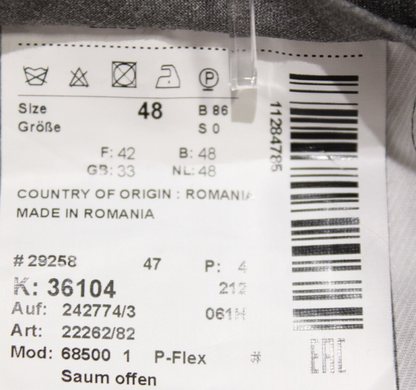 Size 48 B 86
Größe S 0
F: 42 B: 48
GB: 33 NL: 48
COUNTRY OF ORIGIN : ROMANIA
MADE IN ROMANIA
11284785
# 29258 47 P: 4
K: 36104 212
Auf: 242774/3 061H
Art: 22262/82
Mod: 68500 1 P-Flex #
Saum offen
EAC